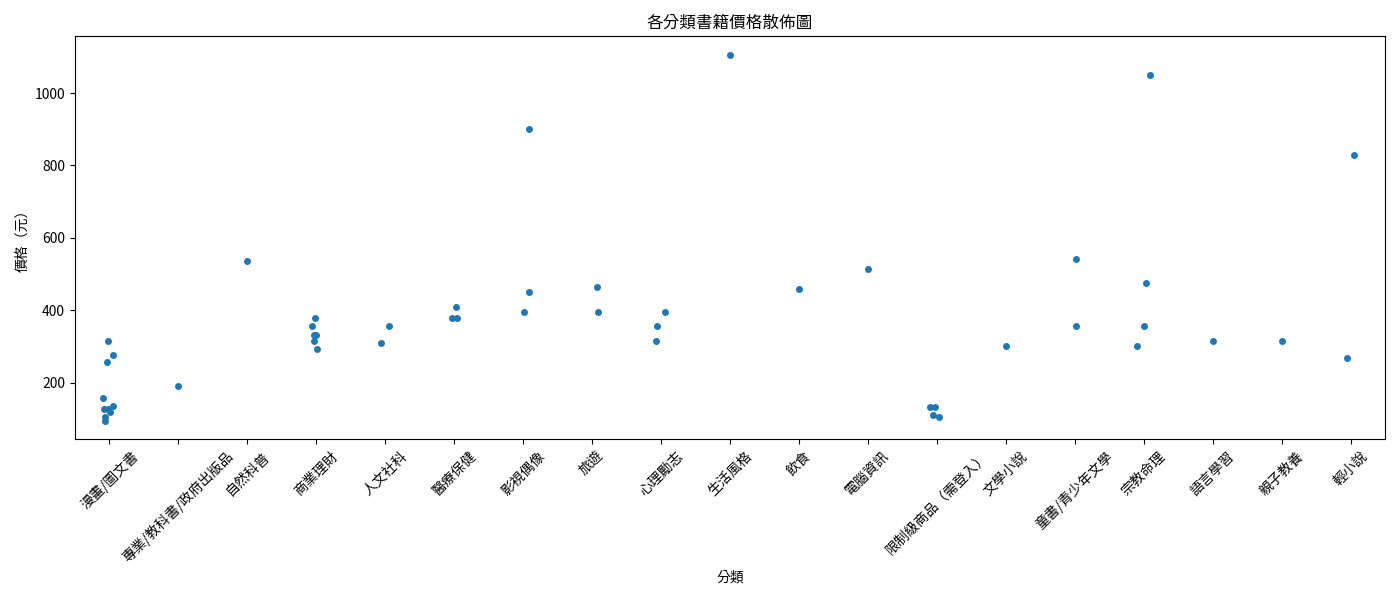 各分類書籍價格散佈圖
價格（元）
1000
800
600
400
200
漫畫/圖文書
專業/教科書/政府出版品
自然科普
商業理財
人文社科
醫療保健
影視偶像
旅遊
心理勵志
生活風格
飲食
電腦資訊
限制級商品（需登入）
文學小說
童書/青少年文學
宗教命理
語言學習
親子教養
輕小說
分類